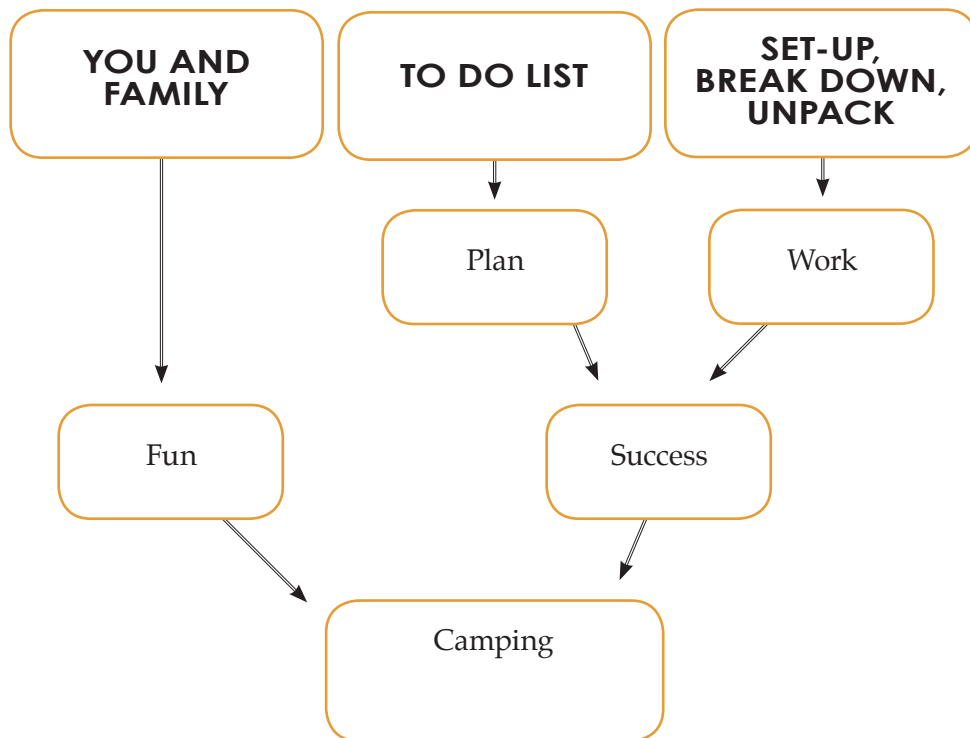 YOU AND
FAMILY
TO DO LIST
SET-UP,
BREAK DOWN,
UNPACK
Plan
Work
Fun
Success
Camping